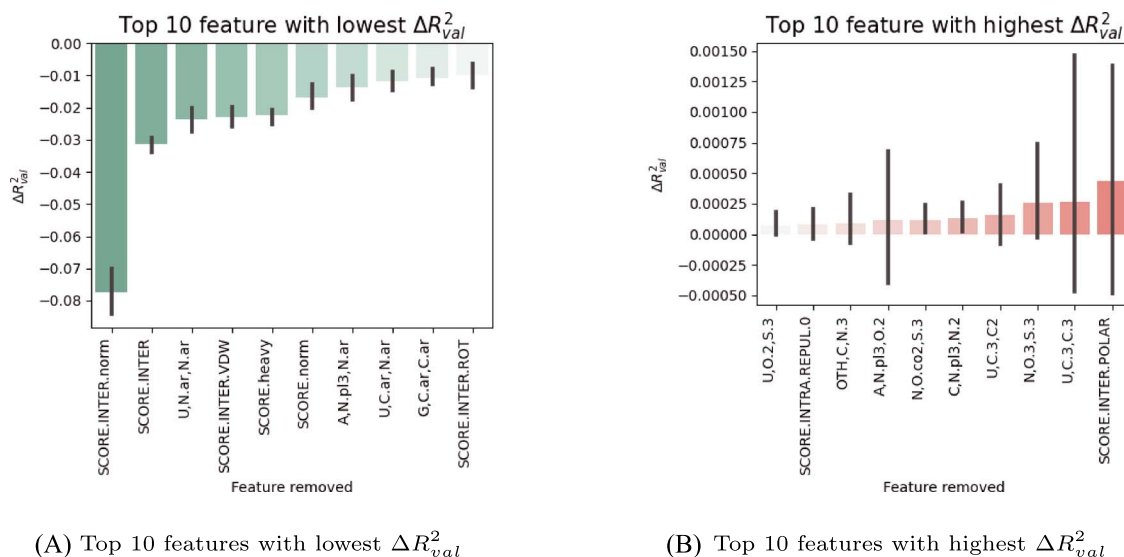 Top 10 feature with lowest ΔR²val
0.00
−0.01
−0.02
−0.03
−0.04
−0.05
−0.06
−0.07
−0.08
ΔR²val
SCORE.INTER.norm
SCORE.INTER
U,N.ar,N.ar
SCORE.INTER.VDW
SCORE.heavy
SCORE.norm
A,N.pl3,N.ar
U,C.ar,N.ar
G,C.ar,C.ar
SCORE.INTER.ROT
Feature removed
(A) Top 10 features with lowest ΔR²val
Top 10 feature with highest ΔR²val
0.00150
0.00125
0.00100
0.00075
0.00050
0.00025
0.00000
−0.00025
−0.00050
ΔR²val
U,O.2,S.3
SCORE.INTRA.REPUL.0
OTH,C,N.3
A,N.pl3,O.2
N,O.co2,S.3
C,N.pl3,N.2
U,C.3,C2
N,O.3,S.3
U,C.3,C.3
SCORE.INTER.POLAR
Feature removed
(B) Top 10 features with highest ΔR²val